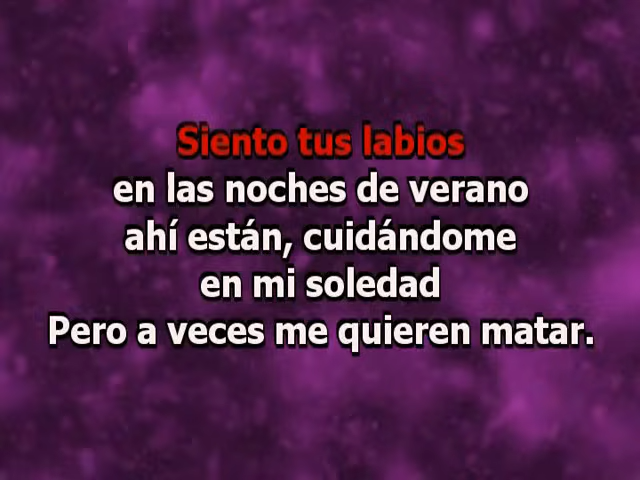 Siento tus labios
en las noches de verano
ahí están, cuidándome
en mi soledad
Pero a veces me quieren matar.